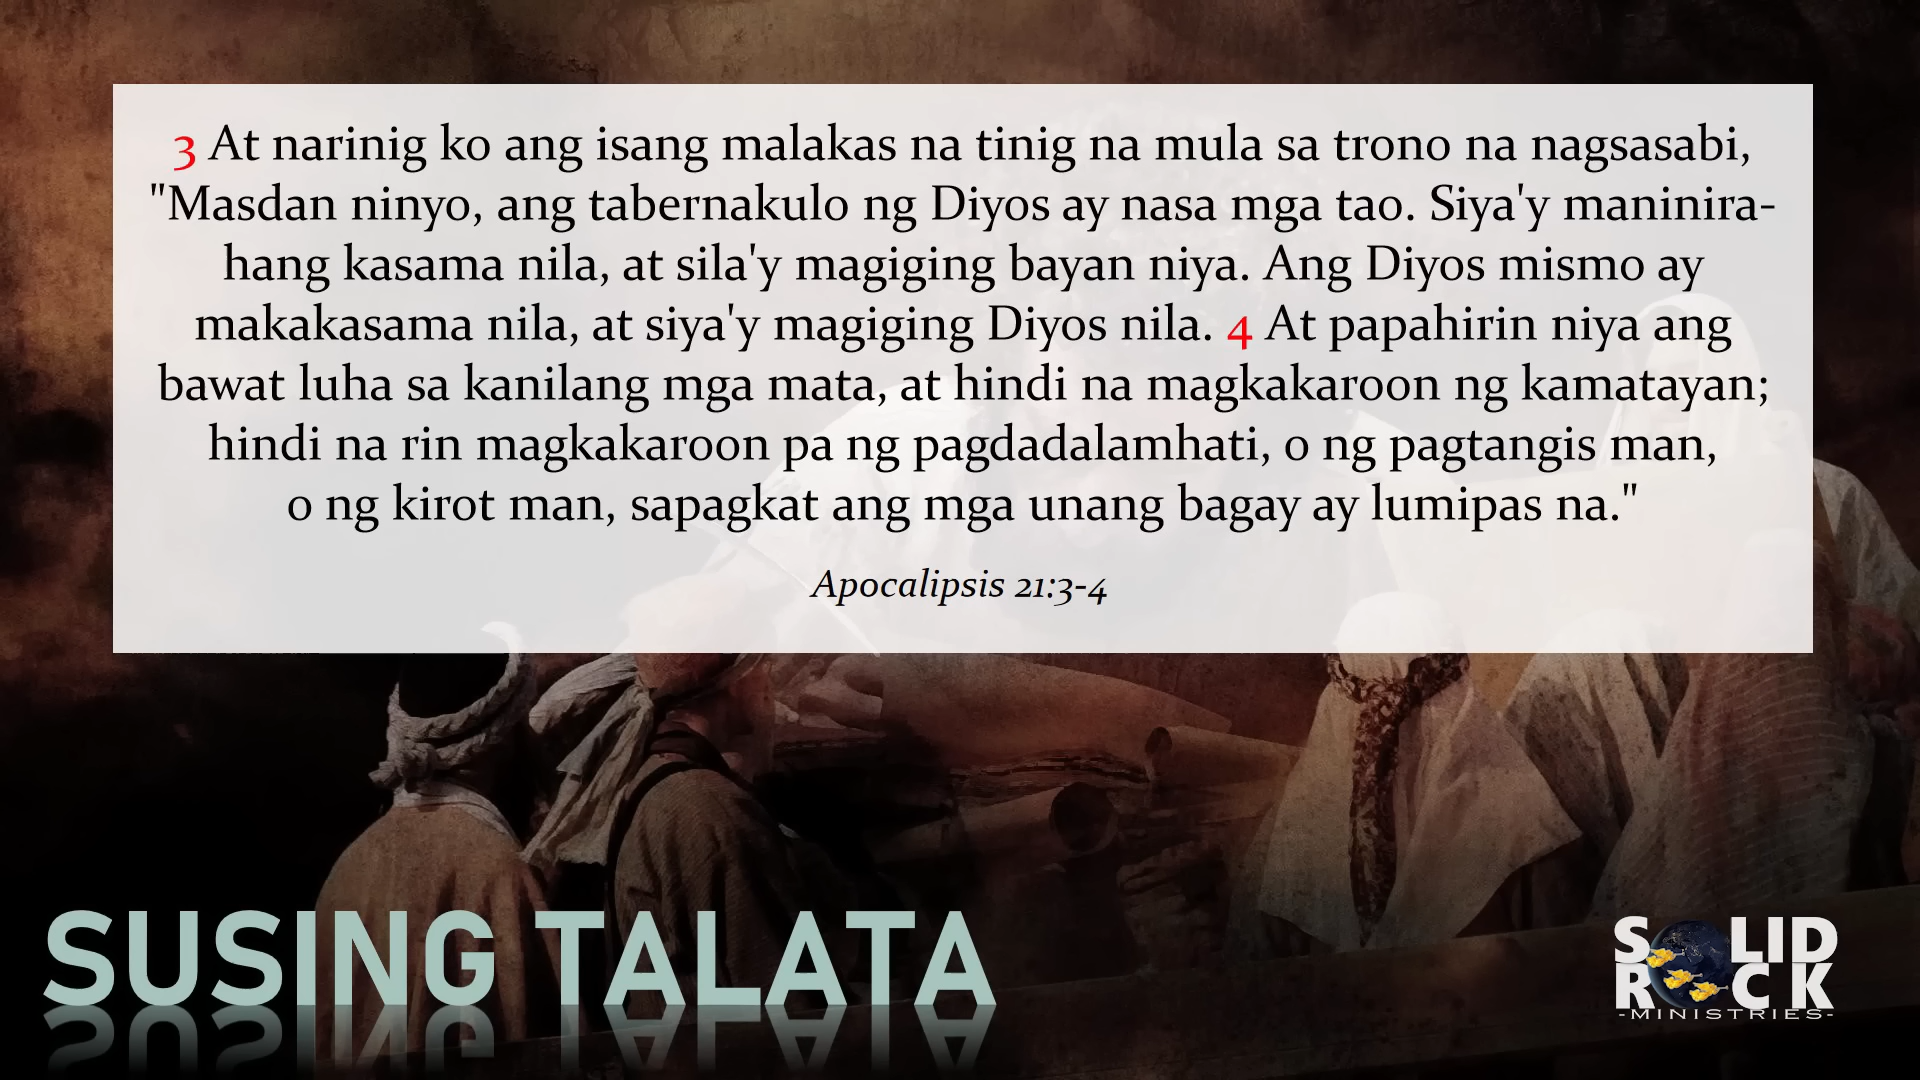 3 At narinig ko ang isang malakas na tinig na mula sa trono na nagsasabi,
"Masdan ninyo, ang tabernakulo ng Diyos ay nasa mga tao. Siya'y maninira-
hang kasama nila, at sila'y magiging bayan niya. Ang Diyos mismo ay
makakasama nila, at siya'y magiging Diyos nila. 4 At papahirin niya ang
bawat luha sa kanilang mga mata, at hindi na magkakaroon ng kamatayan;
hindi na rin magkakaroon pa ng pagdadalamhati, o ng pagtangis man,
o ng kirot man, sapagkat ang mga unang bagay ay lumipas na."
Apocalipsis 21:3-4
SUSING TALATA
SOLID
ROCK
-MINISTRIES-